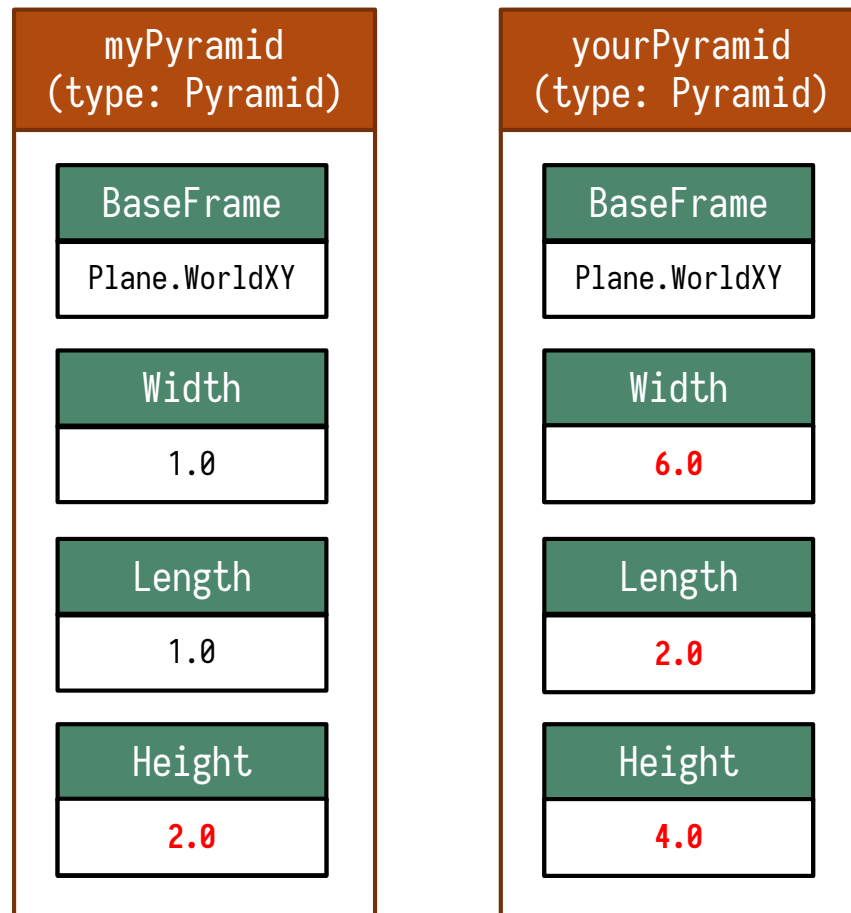 myPyramid
(type: Pyramid)
BaseFrame
Plane.WorldXY
Width
1.0
Length
1.0
Height
2.0
yourPyramid
(type: Pyramid)
BaseFrame
Plane.WorldXY
Width
6.0
Length
2.0
Height
4.0